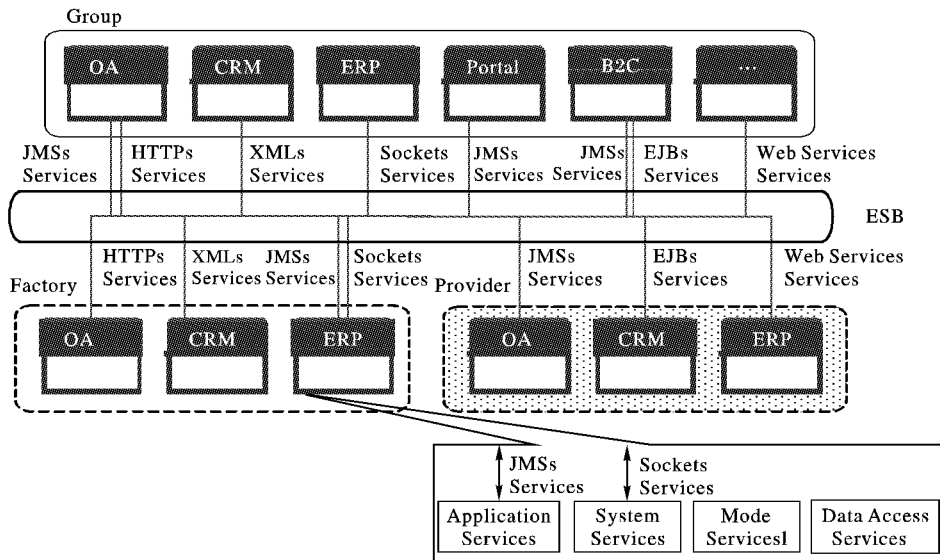 Group
OA CRM ERP Portal B2C ...
JMSs HTTPs XMLs Sockets JMSs JMSs EJBs Web Services
Services Services Services Services Services Services Services Services
ESB
HTTPs XMLs JMSs Sockets JMSs EJBs Web Services
Services Services Services Services Services Services Services
Factory Provider
OA CRM ERP OA CRM ERP
JMSs Sockets
Services Services
Application System Mode Data Access
Services Services Servicesl Services